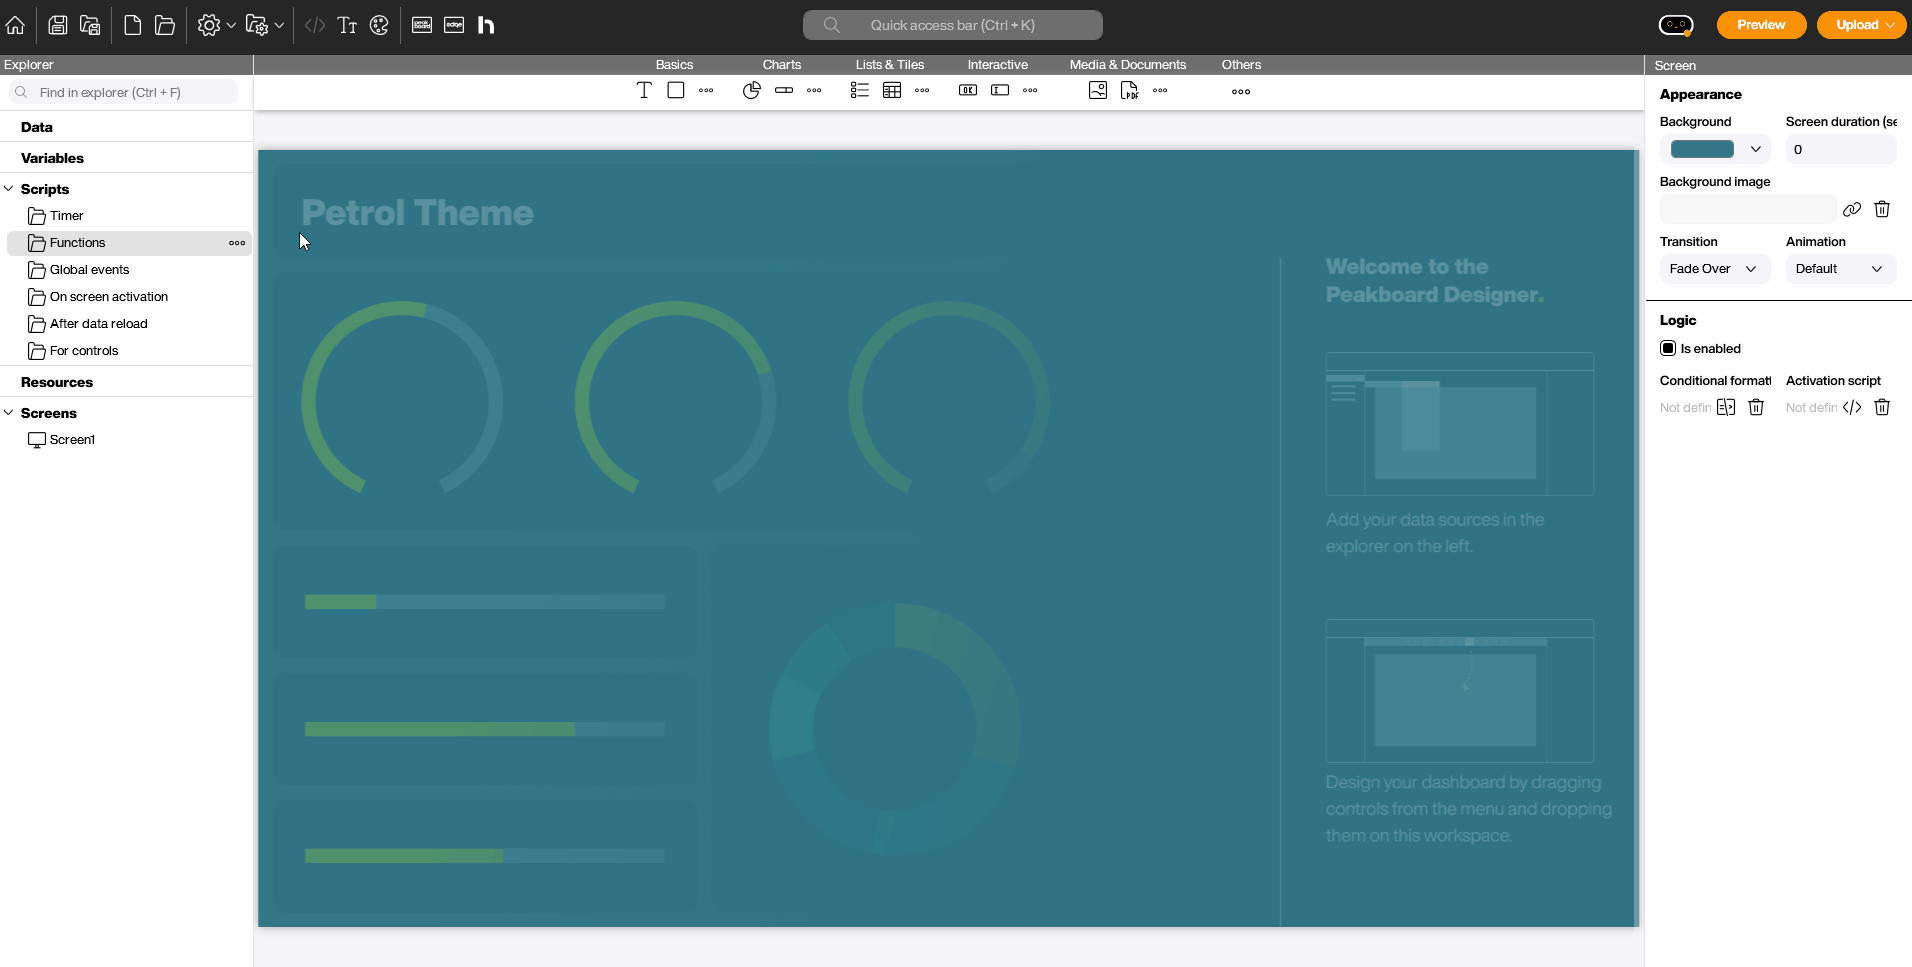 Quick access bar (Ctrl + K)
Preview
Upload
Explorer
Basics
Charts
Lists & Tiles
Interactive
Media & Documents
Others
Screen
Find in explorer (Ctrl + F)
OK
PDF
Data
Variables
Scripts
Timer
Functions
Global events
On screen activation
After data reload
For controls
Resources
Screens
Screen1
Petrol Theme
Welcome to the
Peakboard Designer.
Add your data sources in the
explorer on the left.
Design your dashboard by dragging
controls from the menu and dropping
them on this workspace.
Appearance
Background
Screen duration (se
0
Background image
Transition
Animation
Fade Over
Default
Logic
Is enabled
Conditional formatt
Activation script
Not defin
Not defin